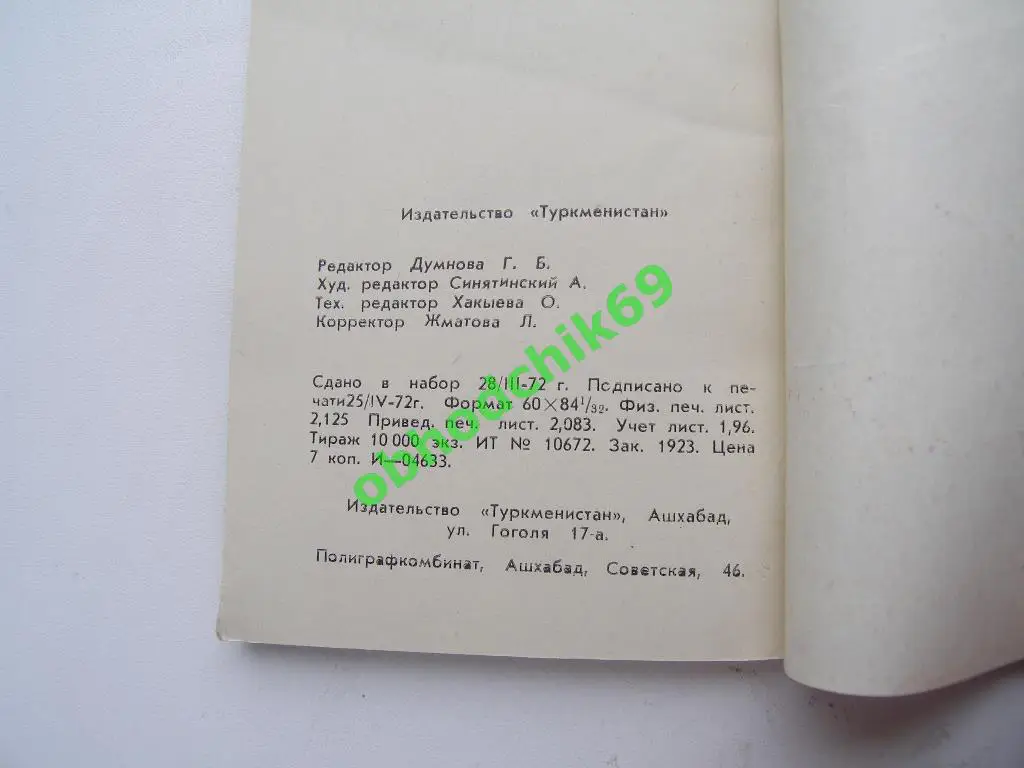 Издательство «Туркменистан»
Редактор Думнова Г. Б.
Худ. редактор Синятинский А.
Тех. редактор Хакыева О.
Корректор Жматова Л.
Сдано в набор 28/III-72 г. Подписано к пе-
чати25/IV-72г. Формат 60×84¹/₃₂. Физ. печ. лист.
2,125 Привед. печ. лист. 2,083. Учет лист. 1,96.
Тираж 10 000 экз. ИТ № 10672. Зак. 1923. Цена
7 коп. И—04633.
Издательство «Туркменистан», Ашхабад,
ул. Гоголя 17-а.
Полиграфкомбинат, Ашхабад, Советская, 46.
obhodchik69